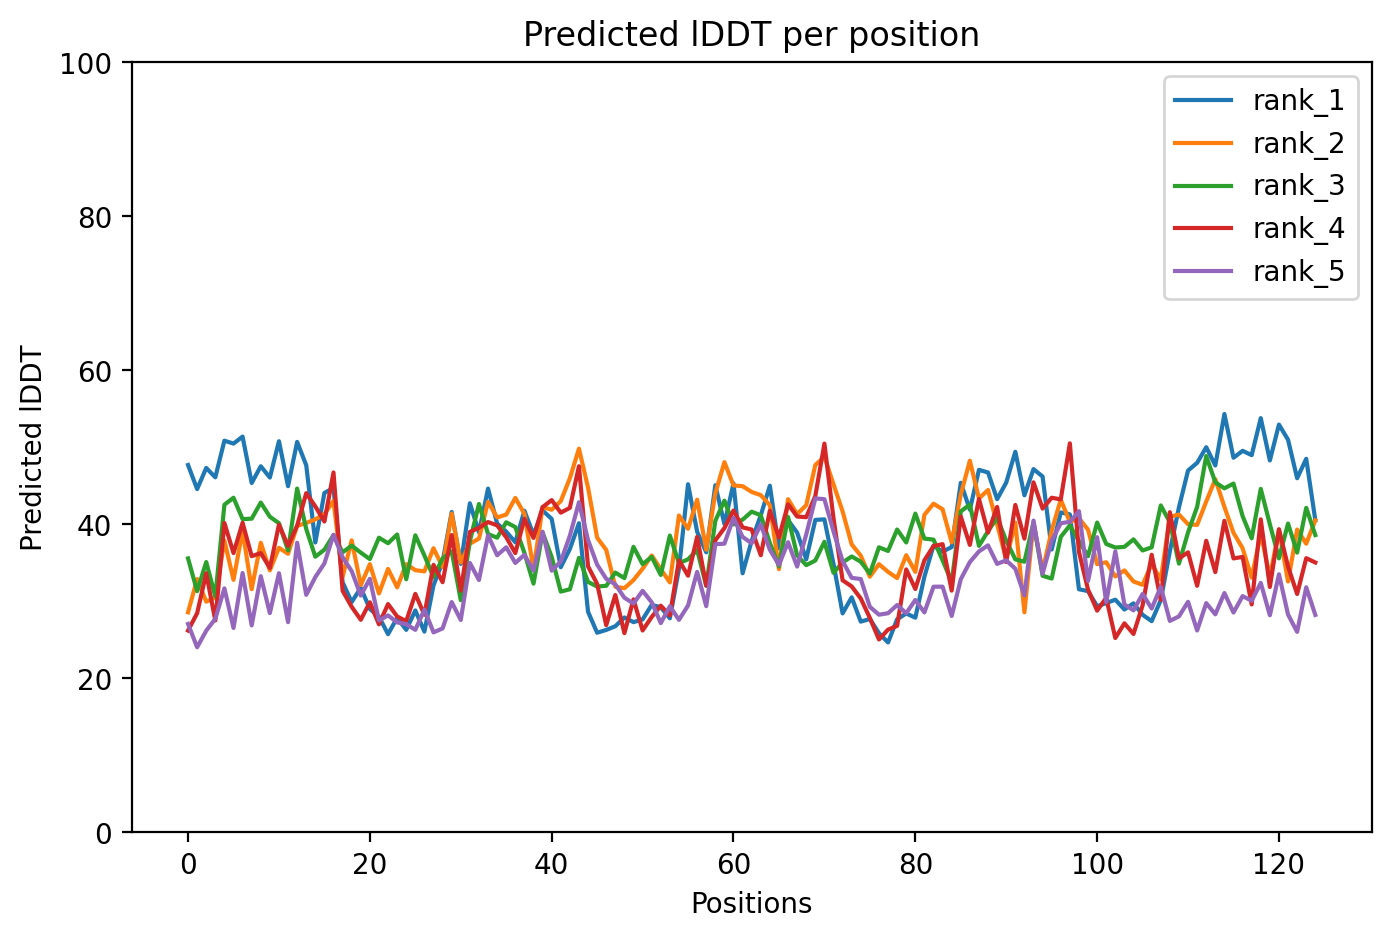 Predicted lDDT per position
Predicted lDDT
100
80
60
40
20
0
rank_1
rank_2
rank_3
rank_4
rank_5
0 20 40 60 80 100 120
Positions